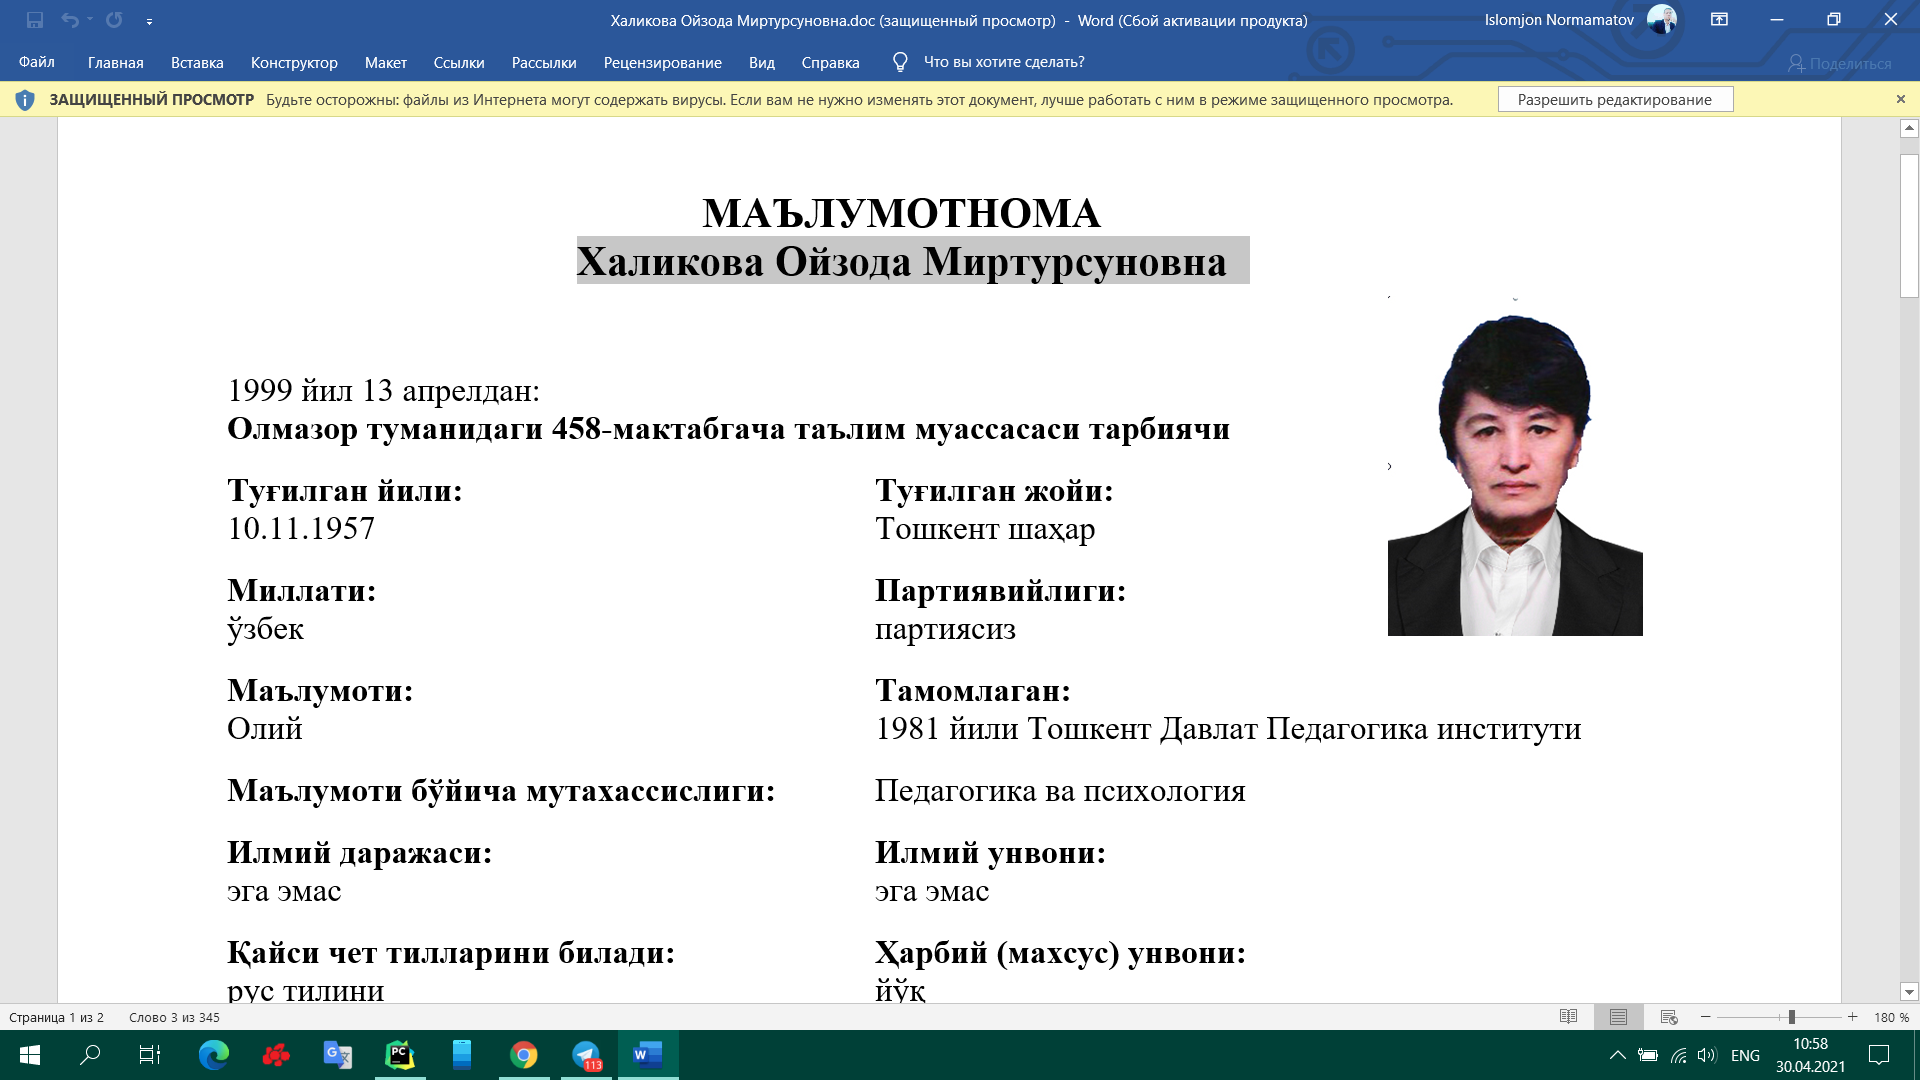 Халикова Ойзода Миртурсуновна.doc (защищенный просмотр) - Word (Сбой активации продукта)
Islomjon Normamatov
Файл Главная Вставка Конструктор Макет Ссылки Рассылки Рецензирование Вид Справка Что вы хотите сделать? Поделиться
ЗАЩИЩЕННЫЙ ПРОСМОТР Будьте осторожны: файлы из Интернета могут содержать вирусы. Если вам не нужно изменять этот документ, лучше работать с ним в режиме защищенного просмотра. Разрешить редактирование
МАЪЛУМОТНОМА
Халикова Ойзода Миртурсуновна
1999 йил 13 апрелдан:
Олмазор туманидаги 458-мактабгача таълим муассасаси тарбиячи
Туғилган йили: Туғилган жойи:
10.11.1957 Тошкент шаҳар
Миллати: Партиявийлиги:
ўзбек партиясиз
Маълумоти: Тамомлаган:
Олий 1981 йили Тошкент Давлат Педагогика институти
Маълумоти бўйича мутахассислиги: Педагогика ва психология
Илмий даражаси: Илмий унвони:
эга эмас эга эмас
Қайси чет тилларини билади: Ҳарбий (махсус) унвони:
рус тилини йўқ
Страница 1 из 2 Слово 3 из 345 180 %
PC 113 W ENG 10:58
30.04.2021